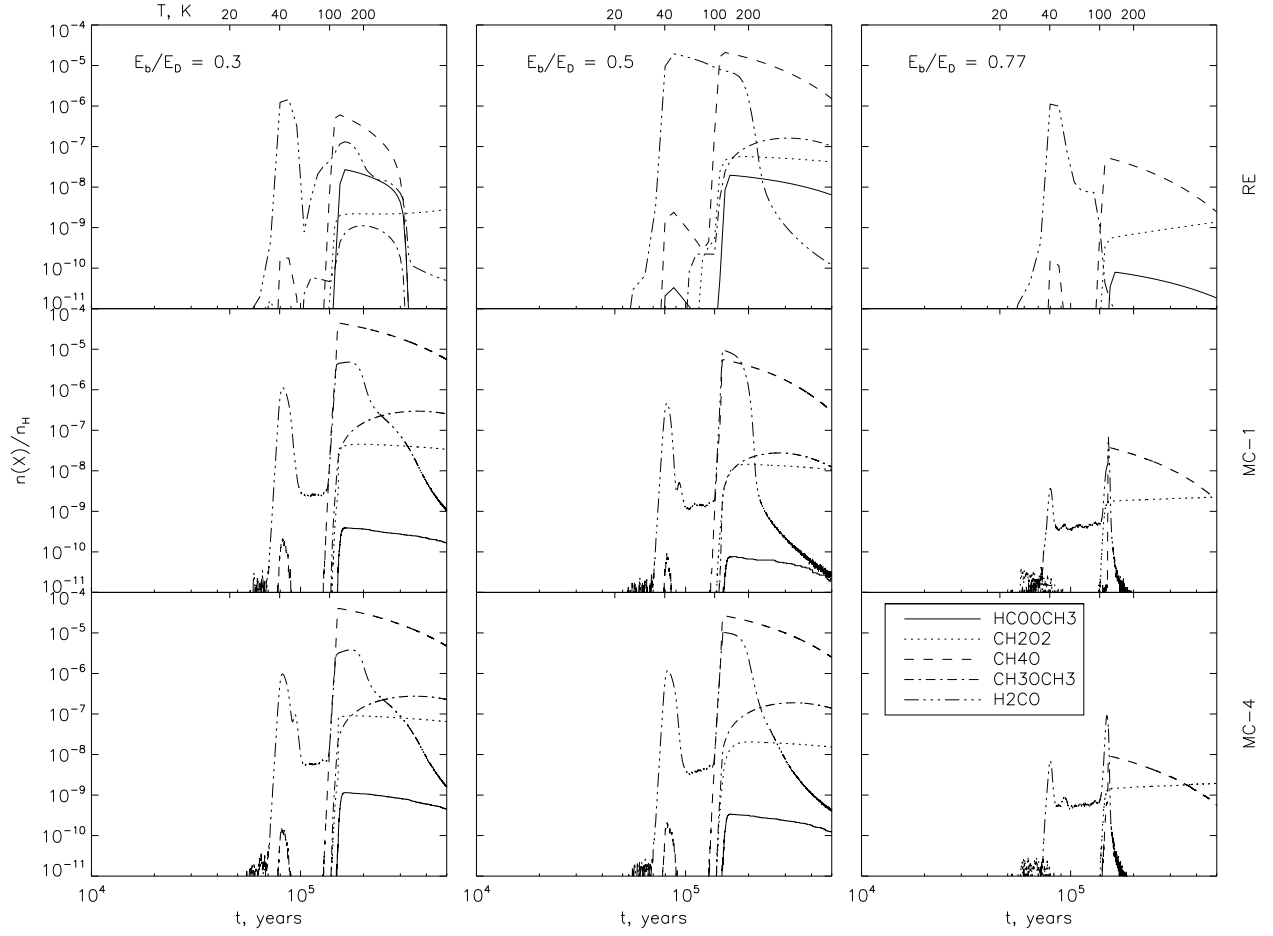 T, K
20 40 100 200
20 40 100 200
20 40 100 200
E_b/E_D = 0.3
E_b/E_D = 0.5
E_b/E_D = 0.77
10^-4
10^-5
10^-6
10^-7
10^-8
10^-9
10^-10
10^-11
RE
10^-4
10^-5
10^-6
10^-7
10^-8
10^-9
10^-10
10^-11
n(X)/n_H
MC-1
10^-4
10^-5
10^-6
10^-7
10^-8
10^-9
10^-10
10^-11
HCOOCH3
CH2O2
CH4O
CH3OCH3
H2CO
MC-4
10^4 10^5
10^4 10^5
10^4 10^5
t, years
t, years
t, years